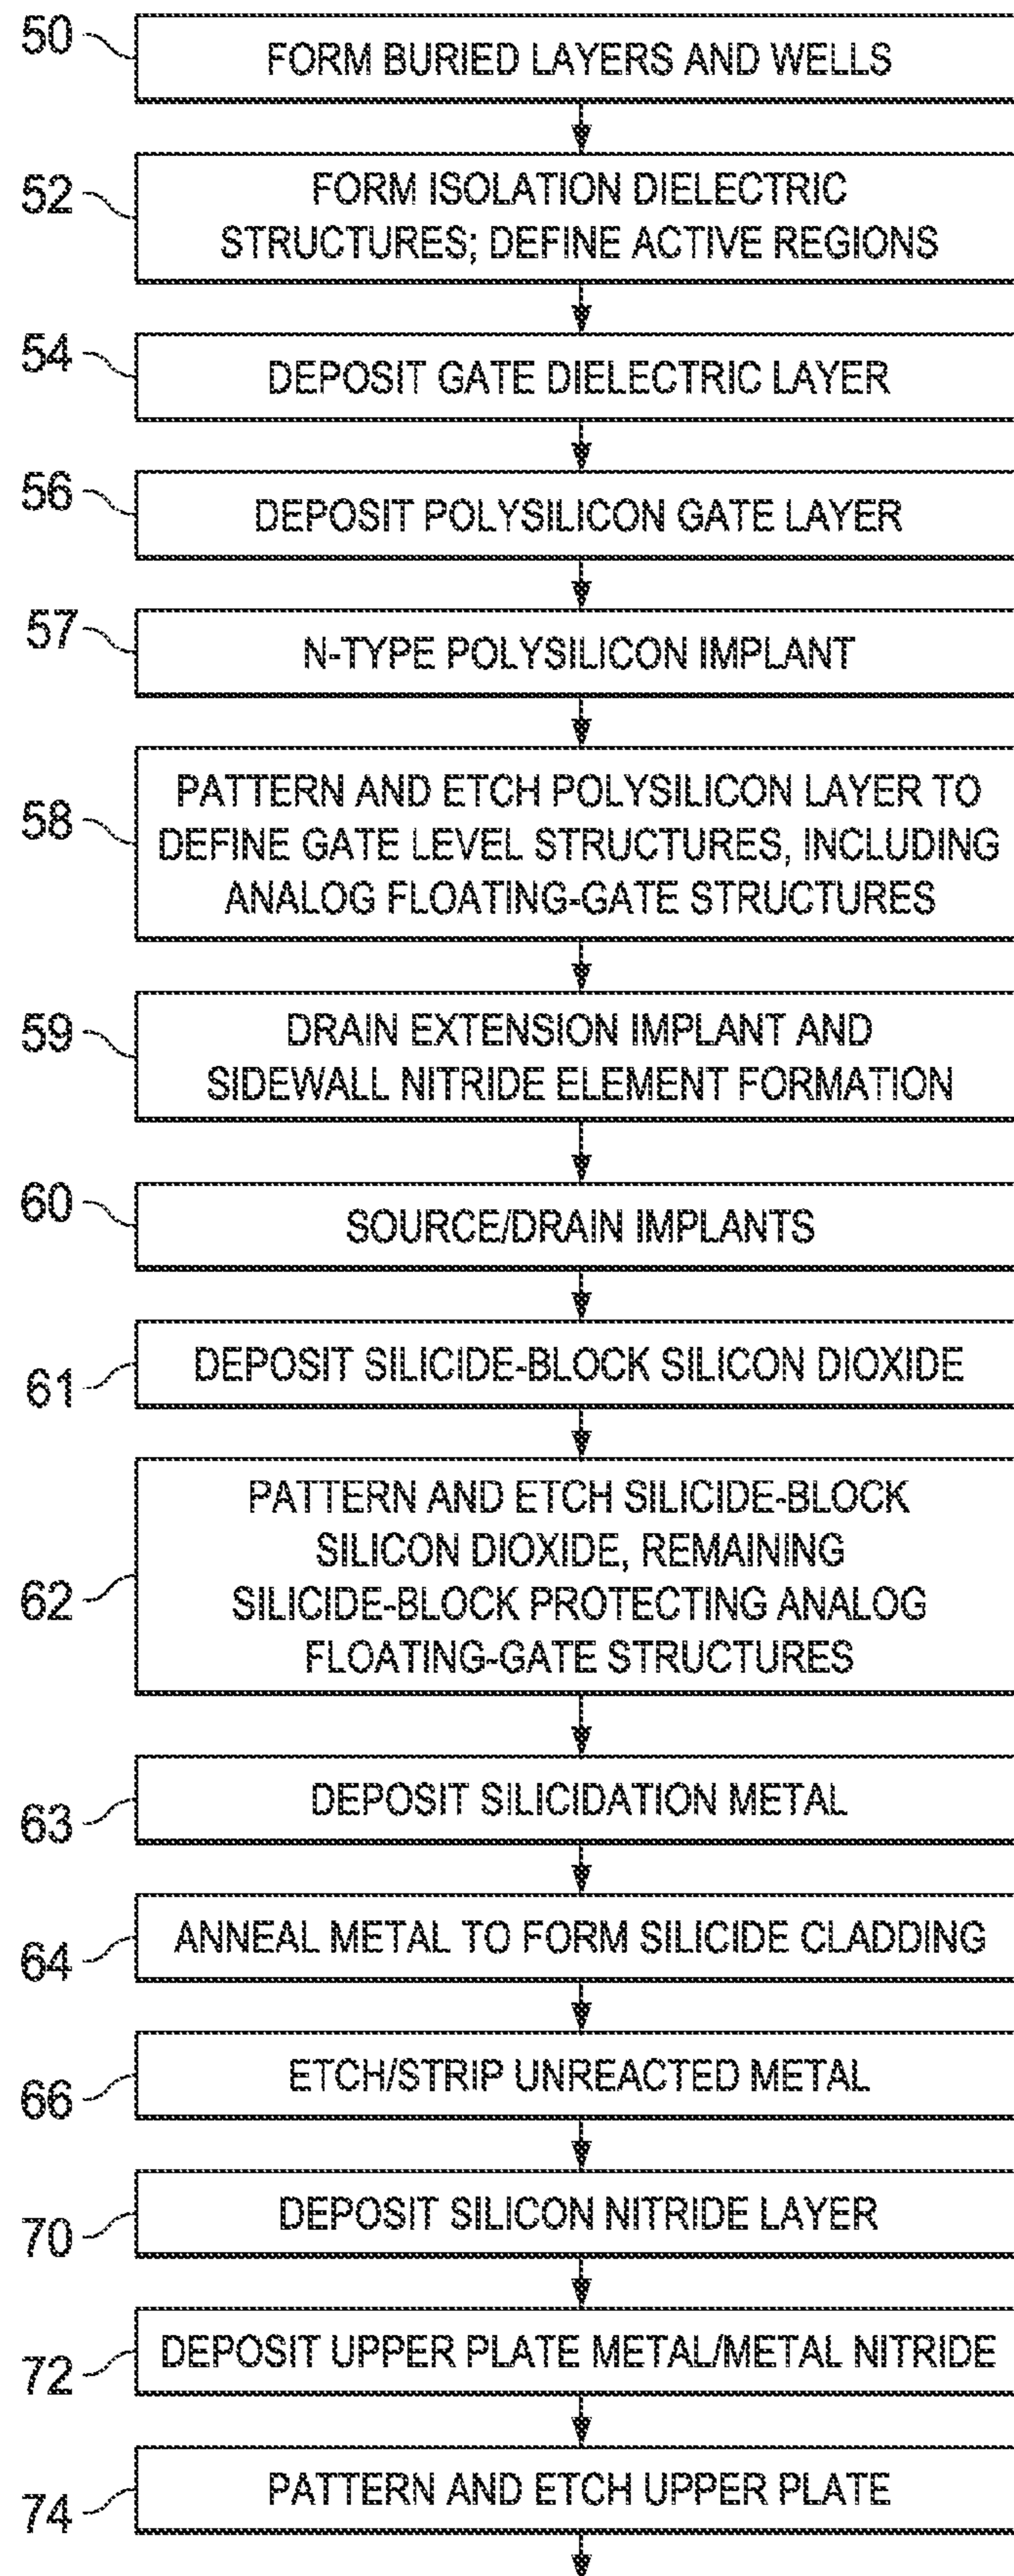 50
FORM BURIED LAYERS AND WELLS
52
FORM ISOLATION DIELECTRIC
STRUCTURES; DEFINE ACTIVE REGIONS
54
DEPOSIT GATE DIELECTRIC LAYER
56
DEPOSIT POLYSILICON GATE LAYER
57
N-TYPE POLYSILICON IMPLANT
58
PATTERN AND ETCH POLYSILICON LAYER TO
DEFINE GATE LEVEL STRUCTURES, INCLUDING
ANALOG FLOATING-GATE STRUCTURES
59
DRAIN EXTENSION IMPLANT AND
SIDEWALL NITRIDE ELEMENT FORMATION
60
SOURCE/DRAIN IMPLANTS
61
DEPOSIT SILICIDE-BLOCK SILICON DIOXIDE
62
PATTERN AND ETCH SILICIDE-BLOCK
SILICON DIOXIDE, REMAINING
SILICIDE-BLOCK PROTECTING ANALOG
FLOATING-GATE STRUCTURES
63
DEPOSIT SILICIDATION METAL
64
ANNEAL METAL TO FORM SILICIDE CLADDING
66
ETCH/STRIP UNREACTED METAL
70
DEPOSIT SILICON NITRIDE LAYER
72
DEPOSIT UPPER PLATE METAL/METAL NITRIDE
74
PATTERN AND ETCH UPPER PLATE